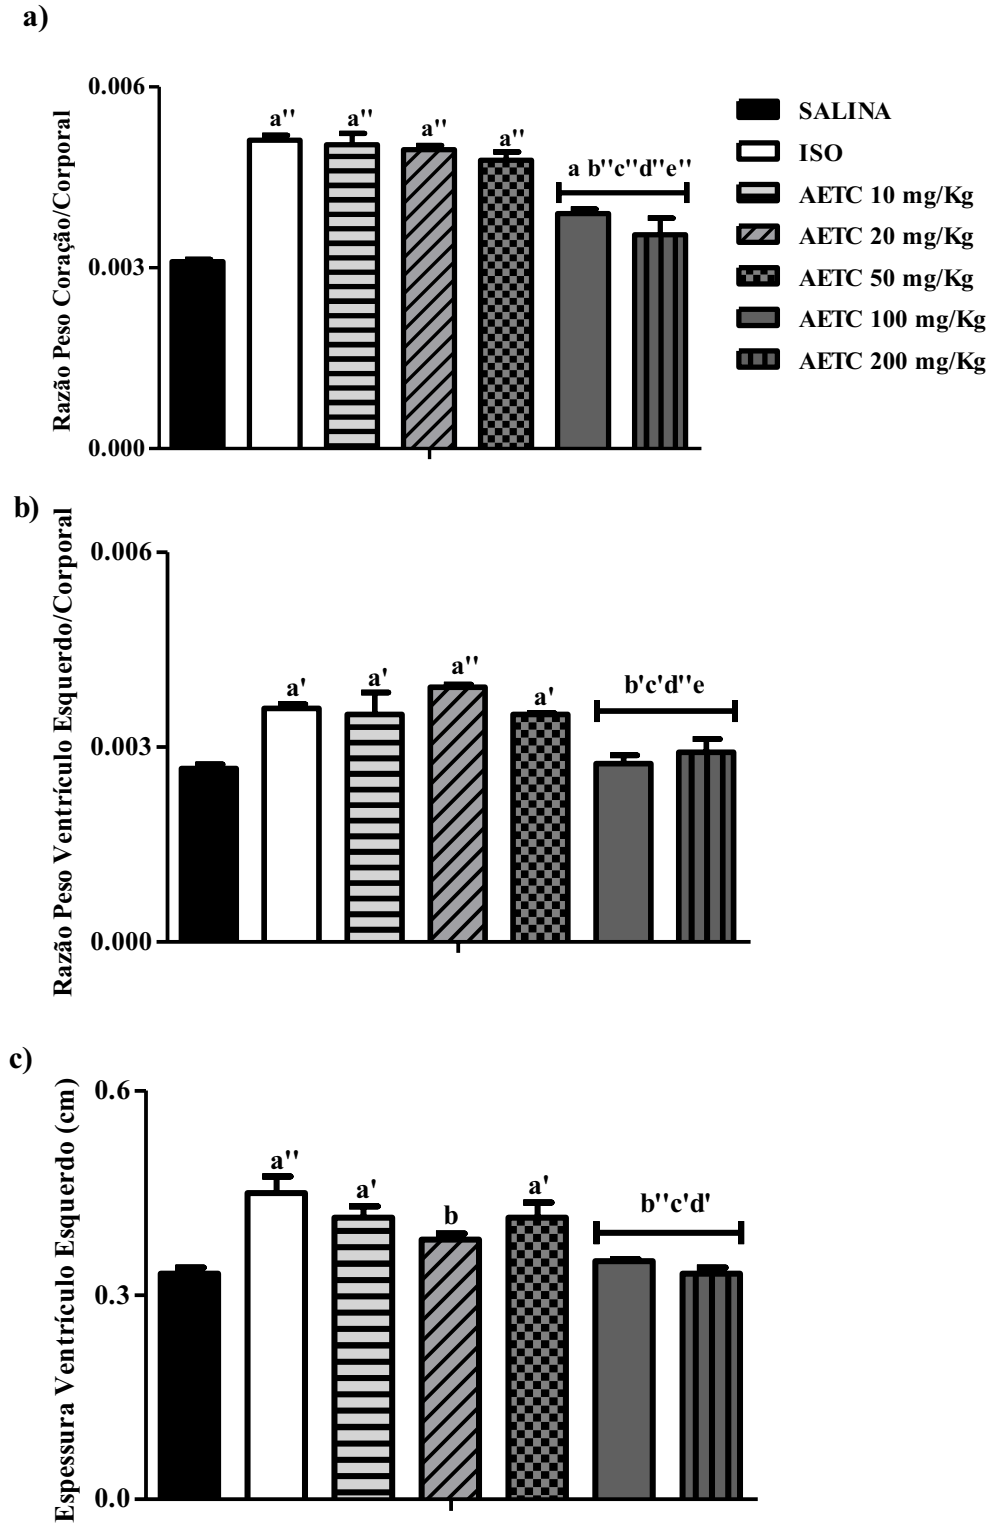 a)
Razão Peso Coração/Corporal
0.006
0.003
0.000
a''
a''
a''
a''
a b''c''d''e''
SALINA
ISO
AETC 10 mg/Kg
AETC 20 mg/Kg
AETC 50 mg/Kg
AETC 100 mg/Kg
AETC 200 mg/Kg
b)
Razão Peso Ventrículo Esquerdo/Corporal
0.006
0.003
0.000
a'
a'
a''
a'
b'c'd''e
c)
Espessura Ventrículo Esquerdo (cm)
0.6
0.3
0.0
a''
a'
b
a'
b''c'd'